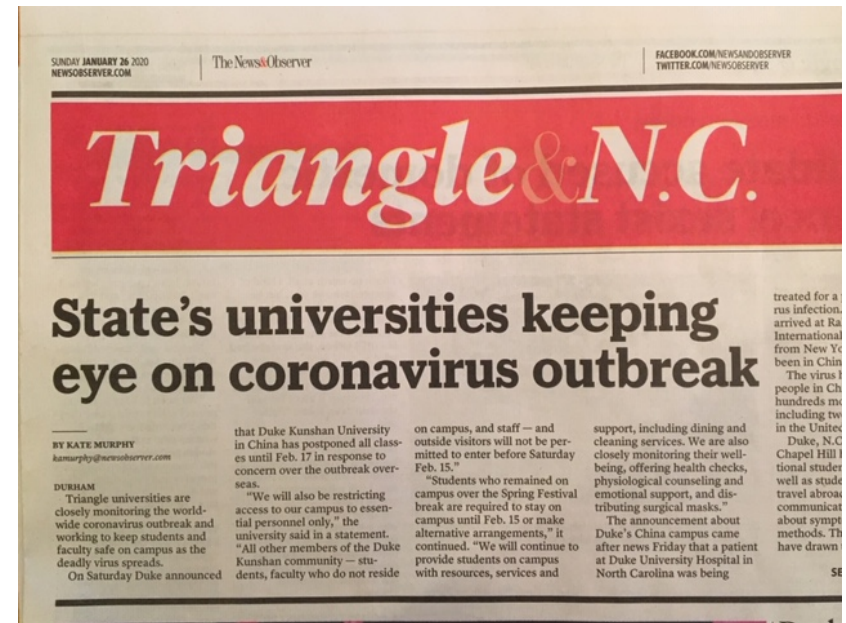 SUNDAY JANUARY 26 2020
NEWSOBSERVER.COM
The News&Observer
FACEBOOK.COM/NEWSANDOBSERVER
TWITTER.COM/NEWSOBSERVER
Triangle&N.C.
State's universities keeping
eye on coronavirus outbreak
BY KATE MURPHY
kamurphy@newsobserver.com
DURHAM
Triangle universities are
closely monitoring the world-
wide coronavirus outbreak and
working to keep students and
faculty safe on campus as the
deadly virus spreads.
On Saturday Duke announced
that Duke Kunshan University
in China has postponed all class-
es until Feb. 17 in response to
concern over the outbreak over-
seas.
"We will also be restricting
access to our campus to essen-
tial personnel only," the
university said in a statement.
"All other members of the Duke
Kunshan community — stu-
dents, faculty who do not reside
on campus, and staff — and
outside visitors will not be per-
mitted to enter before Saturday
Feb. 15."
"Students who remained on
campus over the Spring Festival
break are required to stay on
campus until Feb. 15 or make
alternative arrangements," it
continued. "We will continue to
provide students on campus
with resources, services and
support, including dining and
cleaning services. We are also
closely monitoring their well-
being, offering health checks,
physiological counseling and
emotional support, and dis-
tributing surgical masks."
The announcement about
Duke's China campus came
after news Friday that a patient
at Duke University Hospital in
North Carolina was being
treated for a
rus infection.
arrived at Ra
International
from New Yo
been in Chin
The virus h
people in Ch
hundreds mo
including tw
in the United
Duke, N.C
Chapel Hill
tional studen
well as stude
travel abroad
communicat
about sympt
methods. Th
have drawn